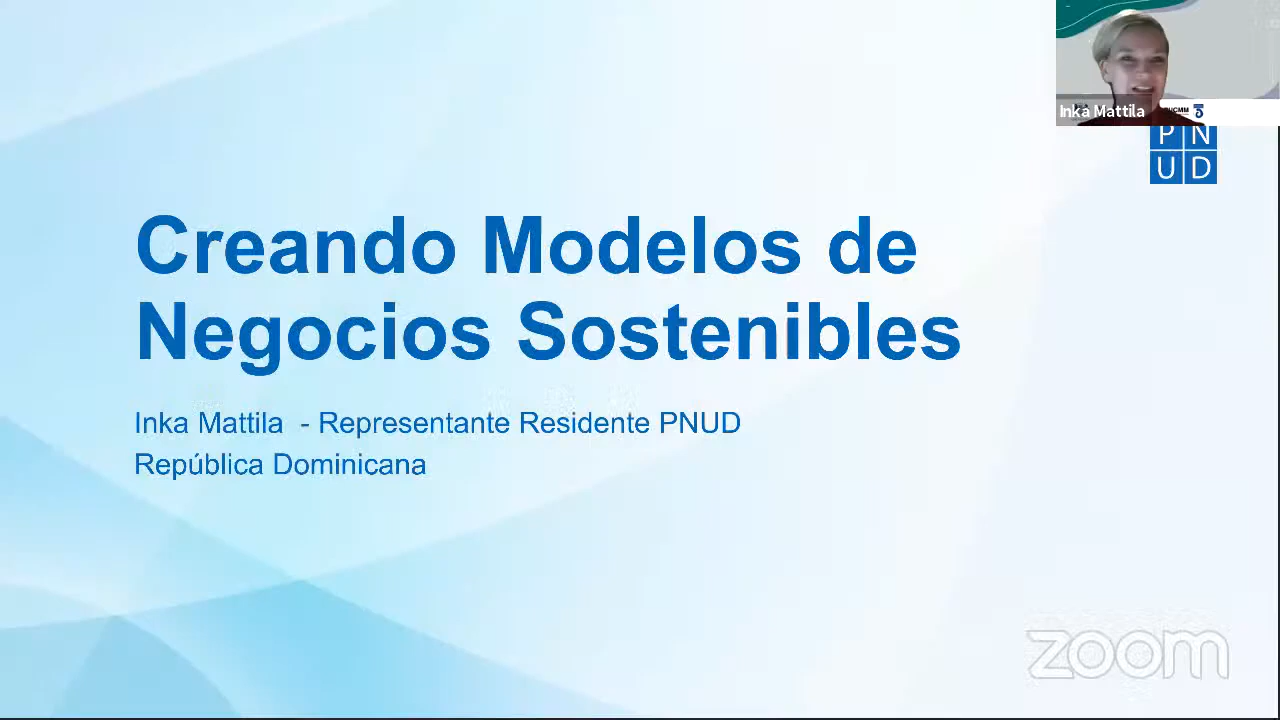 Inka Mattila
P N
U D
Creando Modelos de
Negocios Sostenibles
Inka Mattila - Representante Residente PNUD
República Dominicana
zoom